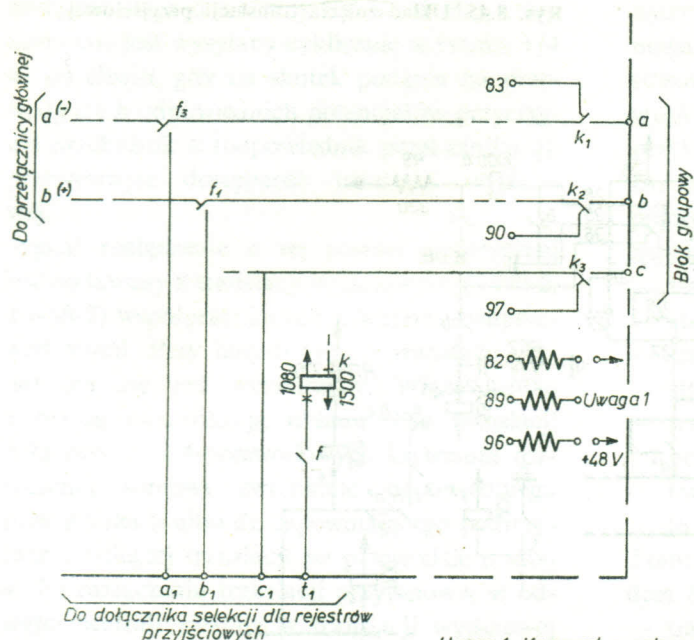 83
a (-)
f3
k1
a
Do przełącznicy głównej
b (+)
f1
k2
b
90
k3
c
Blok grupowy
97
1080
k
1500
82
89
Uwaga 1
f
96
+48V
a1 b1 c1 t1
Do dołącznika selekcji dla rejestrów
przyjściowych